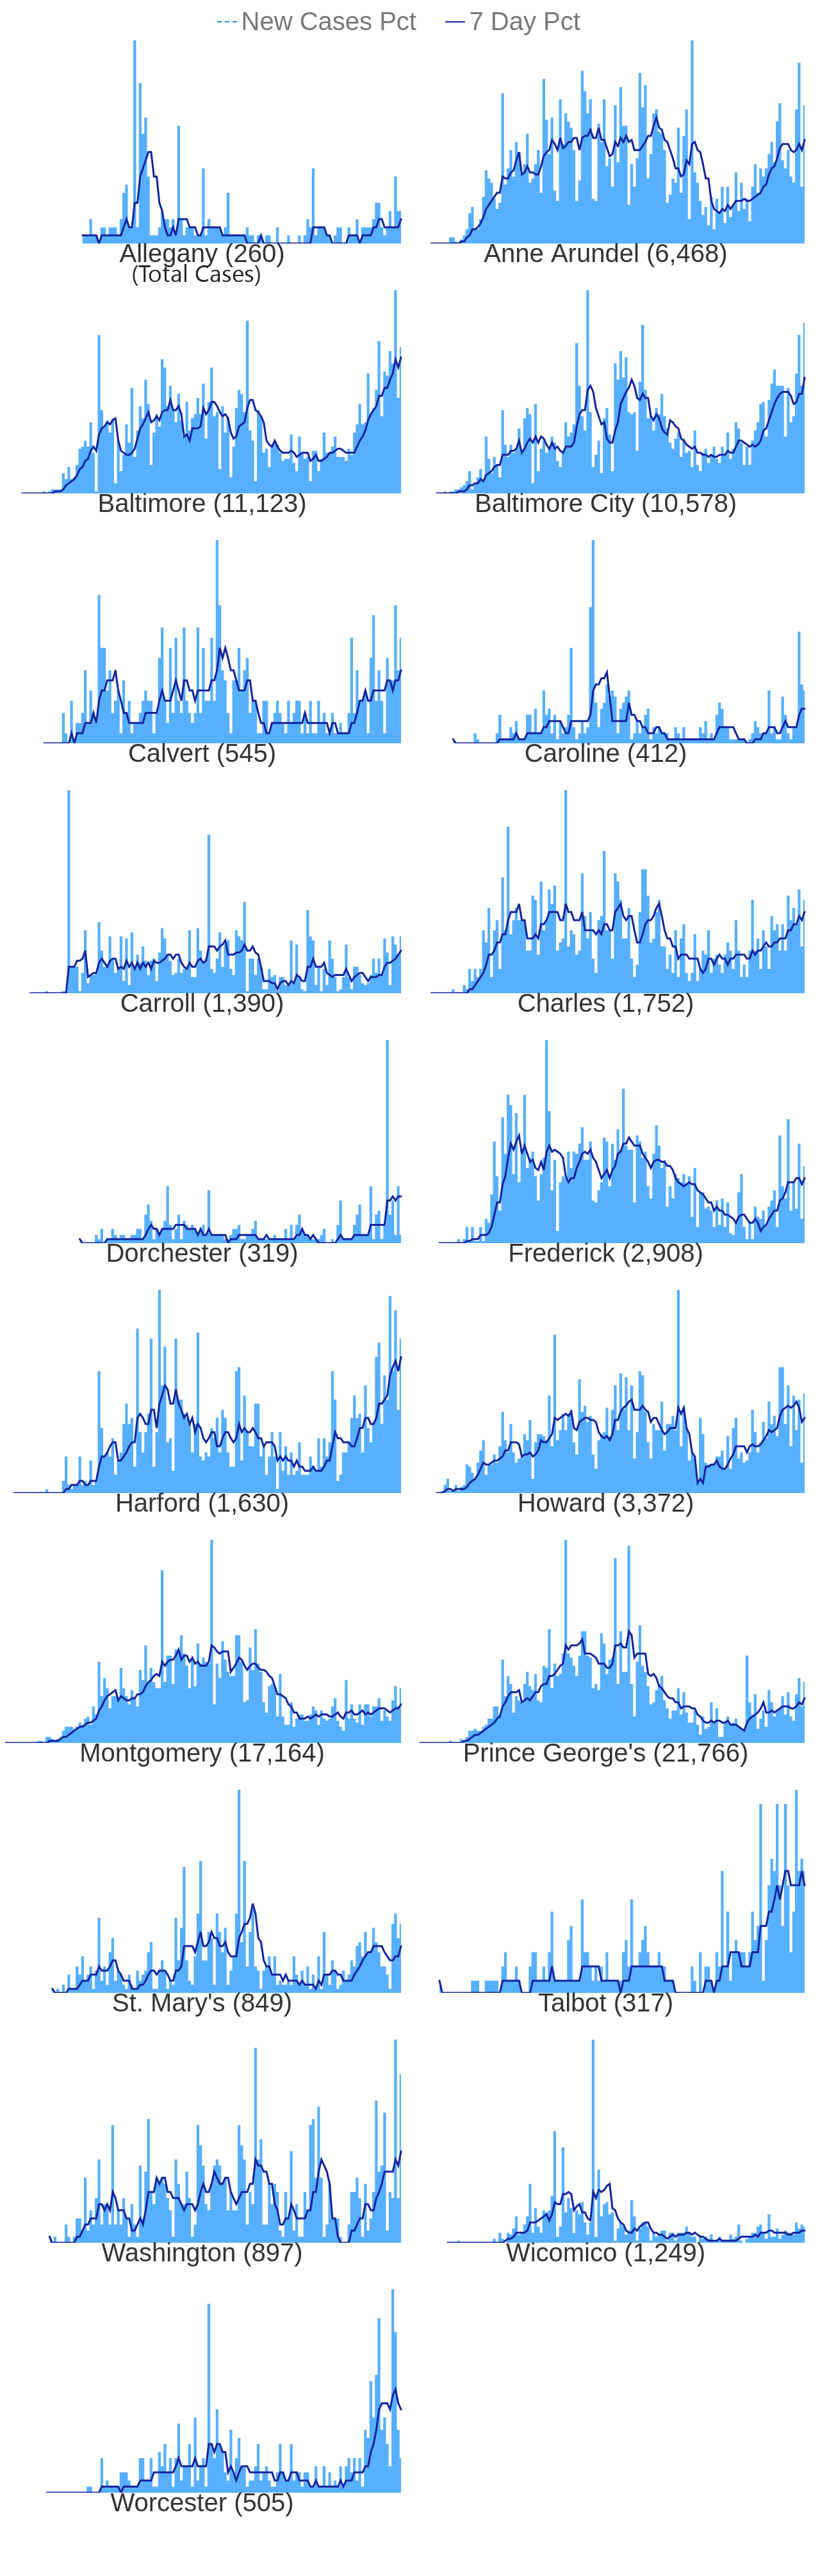 New Cases Pct 7 Day Pct
Allegany (260) Anne Arundel (6,468)
(Total Cases)
Baltimore (11,123) Baltimore City (10,578)
Calvert (545) Caroline (412)
Carroll (1,390) Charles (1,752)
Dorchester (319) Frederick (2,908)
Harford (1,630) Howard (3,372)
Montgomery (17,164) Prince George's (21,766)
St. Mary's (849) Talbot (317)
Washington (897) Wicomico (1,249)
Worcester (505)